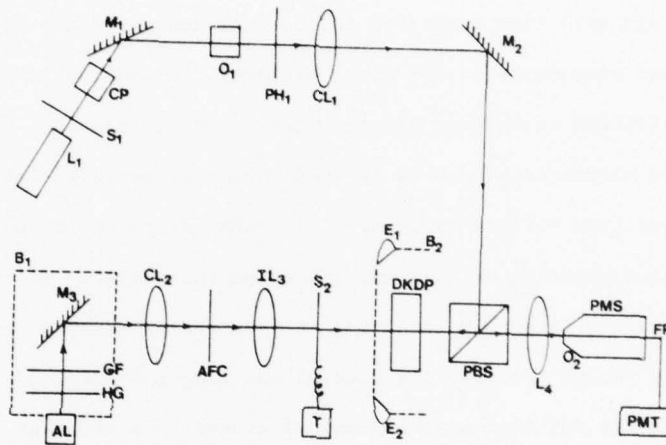 M1
M2
O1
PH1
CL1
CP
S1
L1
E1
B2
B1
M3
CL2
IL3
S2
DKDP
PMS
FP
AFC
PBS
L4
O2
GF
HG
AL
T
E2
PMT